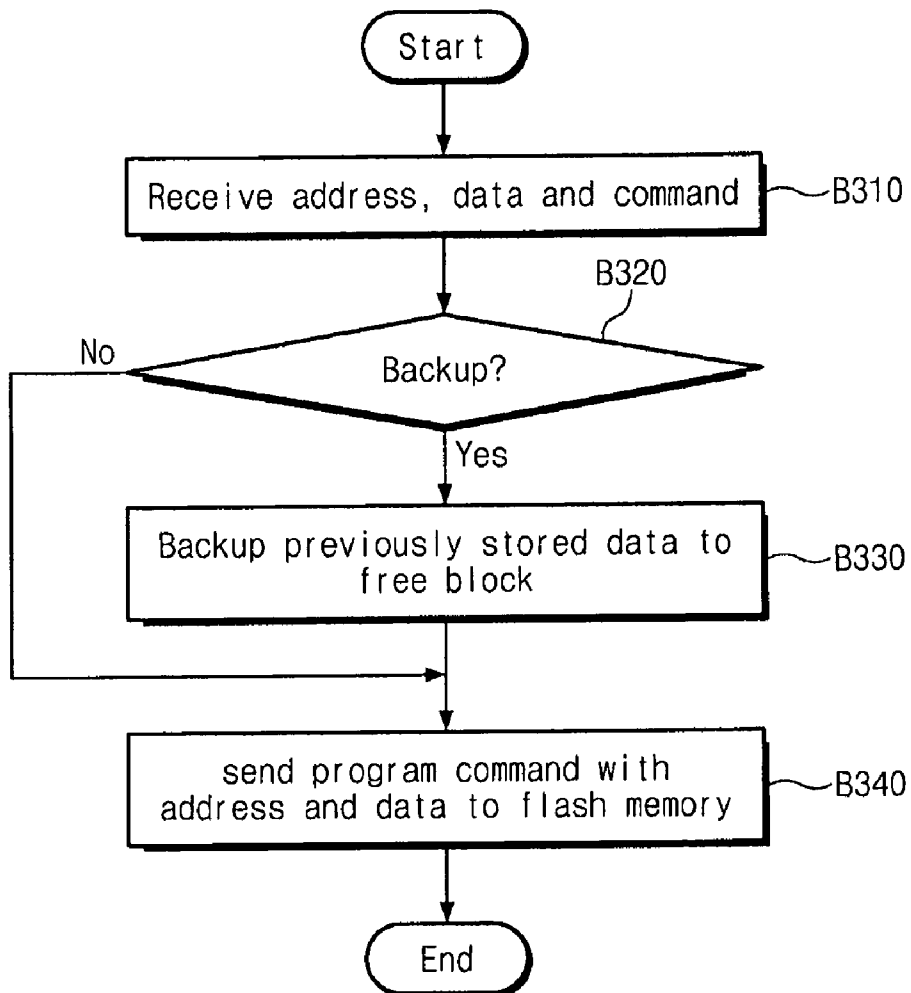 Start
Receive address, data and command
B310
B320
Backup?
No
Yes
Backup previously stored data to
free block
B330
send program command with
address and data to flash memory
B340
End